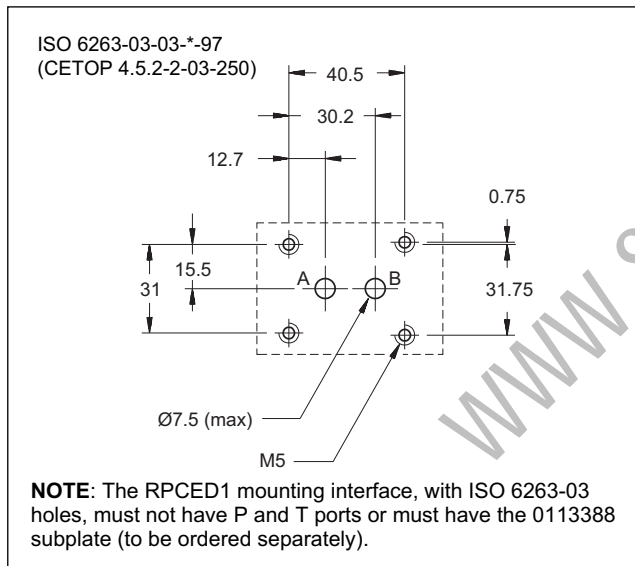 ISO 6263-03-03-*-97
(CETOP 4.5.2-2-03-250)
40.5
30.2
12.7
0.75
15.5
A
B
31
31.75
Ø7.5 (max)
M5
NOTE: The RPCED1 mounting interface, with ISO 6263-03
holes, must not have P and T ports or must have the 0113388
subplate (to be ordered separately).